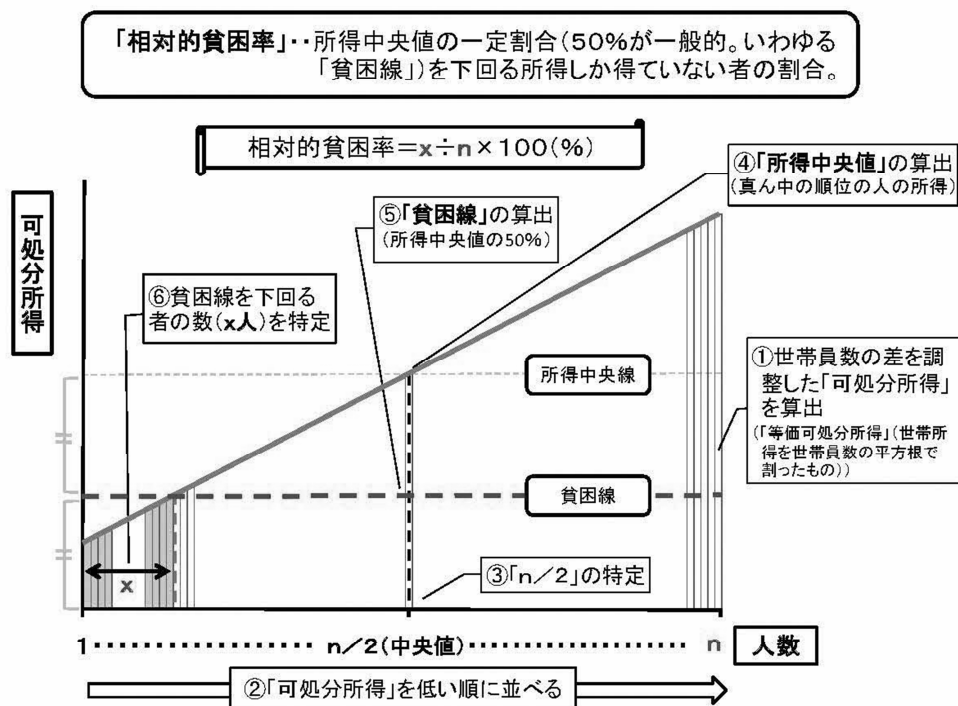 「相対的貧困率」‥所得中央値の一定割合(50%が一般的。いわゆる
「貧困線」)を下回る所得しか得ていない者の割合。
相対的貧困率=x÷n×100(%)
④「所得中央値」の算出
(真ん中の順位の人の所得)
可処分所得
⑤「貧困線」の算出
(所得中央値の50%)
⑥貧困線を下回る
者の数(x人)を特定
所得中央線
①世帯員数の差を調
整した「可処分所得」
を算出
(「等価可処分所得」(世帯所
得を世帯員数の平方根で
割ったもの))
貧困線
x
③「n/2」の特定
1‥‥‥‥‥‥n/2(中央値)‥‥‥‥‥‥n
人数
②「可処分所得」を低い順に並べる